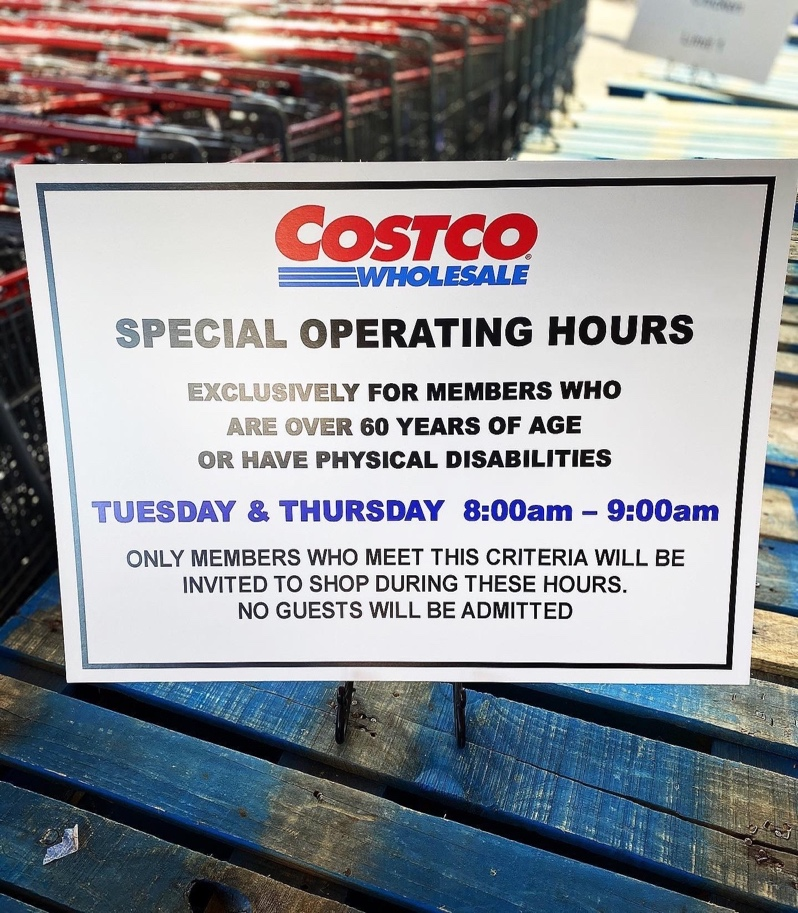 Limit 1
COSTCO
WHOLESALE
SPECIAL OPERATING HOURS
EXCLUSIVELY FOR MEMBERS WHO
ARE OVER 60 YEARS OF AGE
OR HAVE PHYSICAL DISABILITIES
TUESDAY & THURSDAY 8:00am – 9:00am
ONLY MEMBERS WHO MEET THIS CRITERIA WILL BE
INVITED TO SHOP DURING THESE HOURS.
NO GUESTS WILL BE ADMITTED